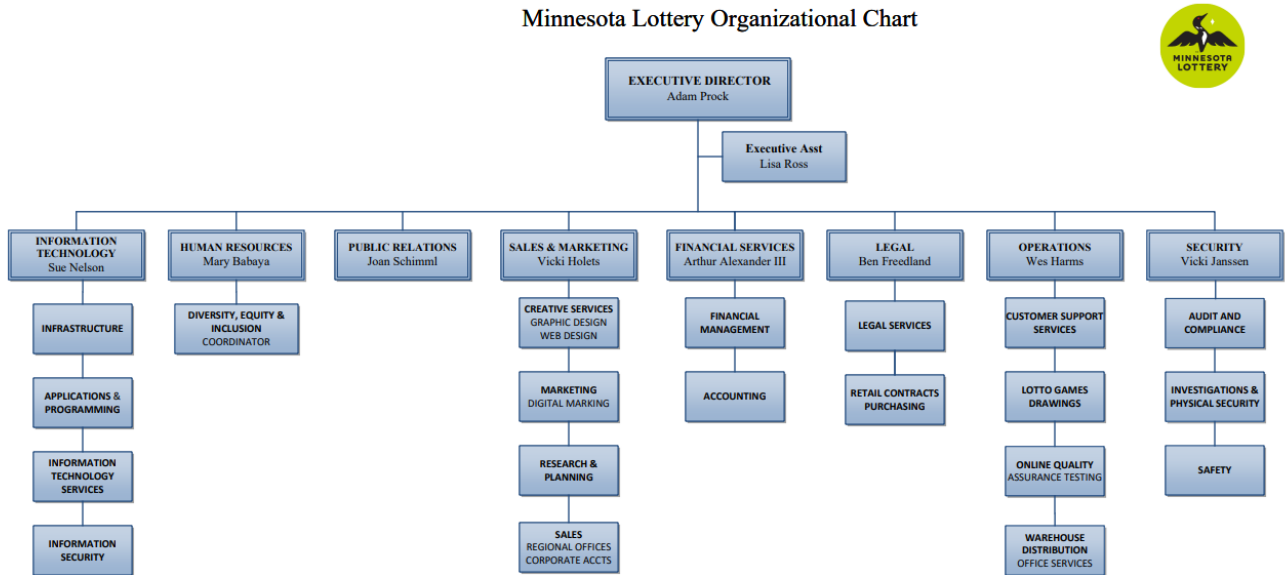 Minnesota Lottery Organizational Chart
MINNESOTA
LOTTERY
EXECUTIVE DIRECTOR
Adam Prock
Executive Asst
Lisa Ross
INFORMATION
TECHNOLOGY
Sue Nelson
HUMAN RESOURCES
Mary Babaya
PUBLIC RELATIONS
Joan Schimml
SALES & MARKETING
Vicki Holets
FINANCIAL SERVICES
Arthur Alexander III
LEGAL
Ben Freedland
OPERATIONS
Wes Harms
SECURITY
Vicki Janssen
INFRASTRUCTURE
DIVERSITY, EQUITY &
INCLUSION
COORDINATOR
CREATIVE SERVICES
GRAPHIC DESIGN
WEB DESIGN
FINANCIAL
MANAGEMENT
LEGAL SERVICES
CUSTOMER SUPPORT
SERVICES
AUDIT AND
COMPLIANCE
APPLICATIONS &
PROGRAMMING
MARKETING
DIGITAL MARKING
ACCOUNTING
RETAIL CONTRACTS
PURCHASING
LOTTO GAMES
DRAWINGS
INVESTIGATIONS &
PHYSICAL SECURITY
INFORMATION
TECHNOLOGY
SERVICES
RESEARCH &
PLANNING
ONLINE QUALITY
ASSURANCE TESTING
SAFETY
INFORMATION
SECURITY
SALES
REGIONAL OFFICES
CORPORATE ACCTS
WAREHOUSE
DISTRIBUTION
OFFICE SERVICES